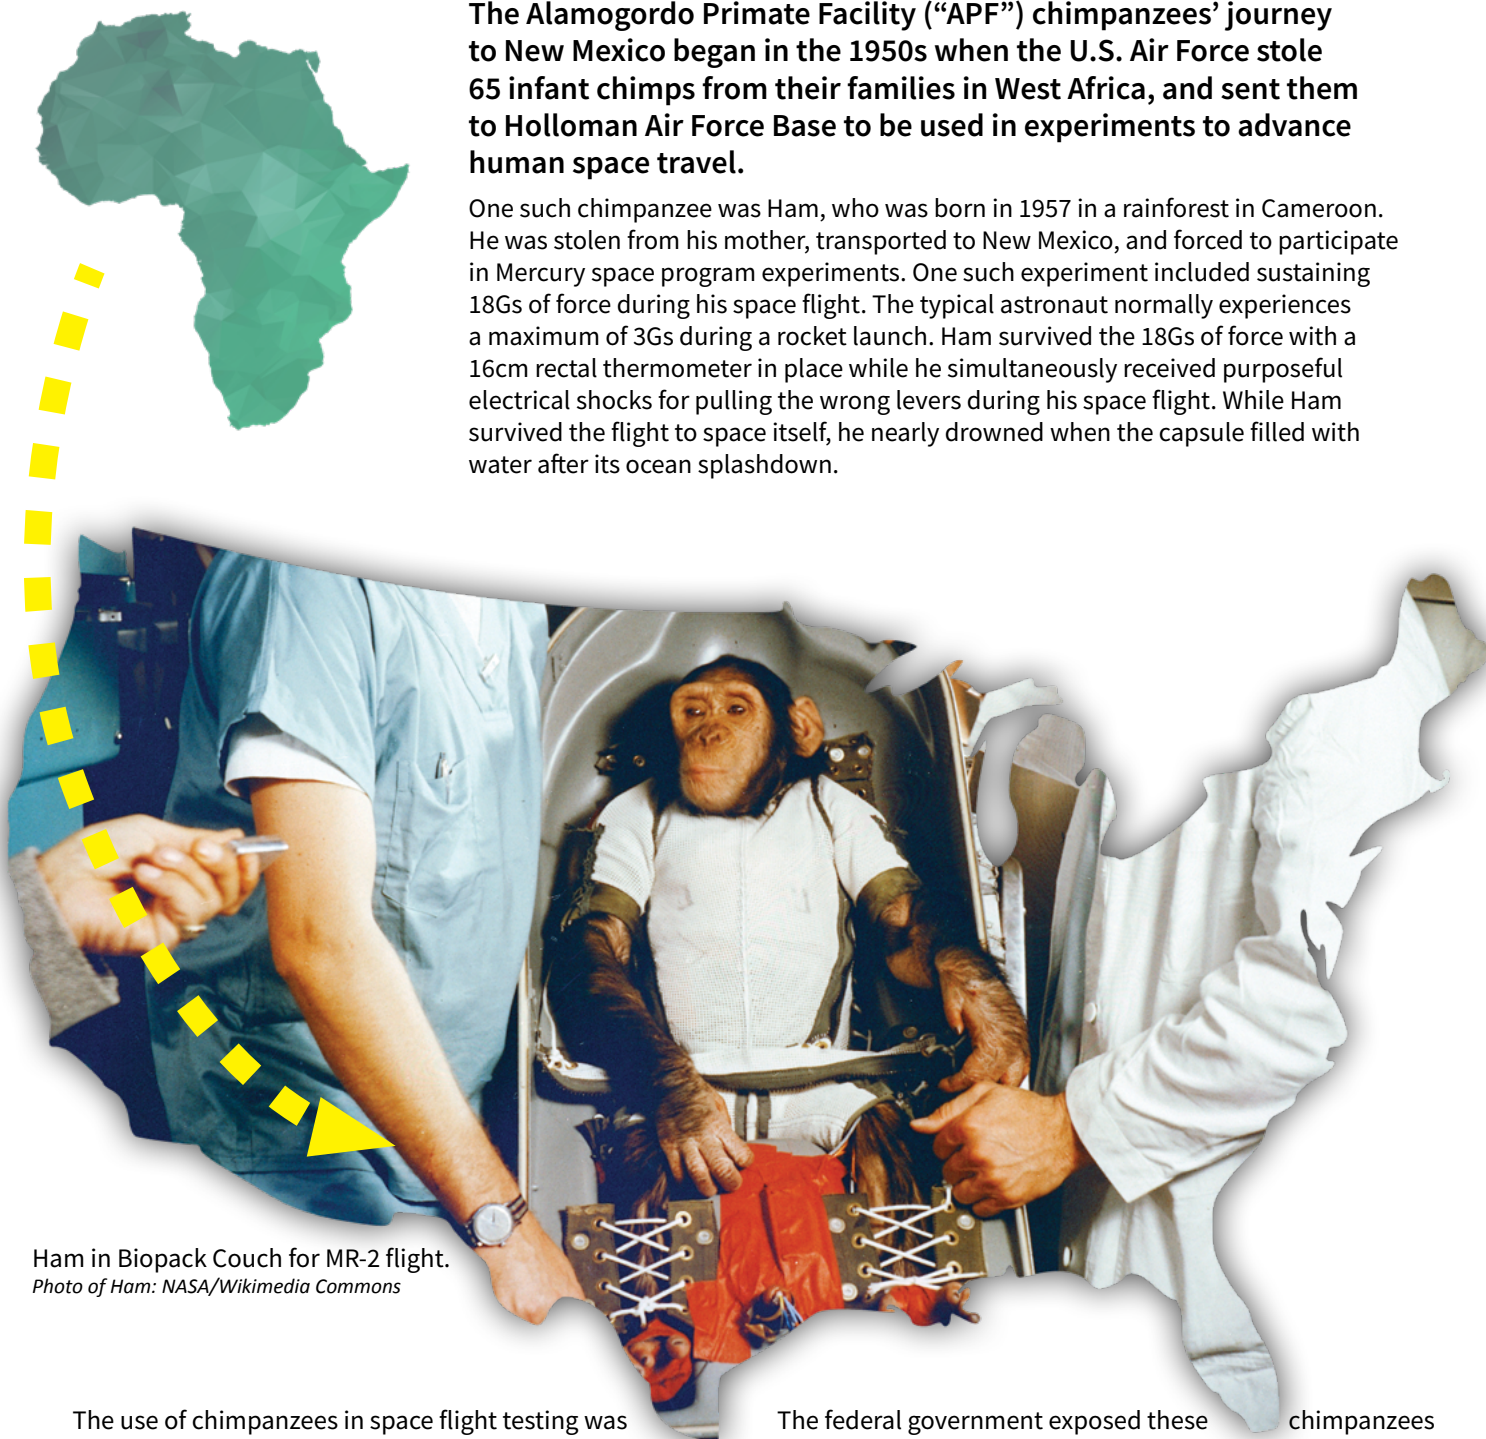 The Alamogordo Primate Facility (“APF”) chimpanzees’ journey
to New Mexico began in the 1950s when the U.S. Air Force stole
65 infant chimps from their families in West Africa, and sent them
to Holloman Air Force Base to be used in experiments to advance
human space travel.
One such chimpanzee was Ham, who was born in 1957 in a rainforest in Cameroon.
He was stolen from his mother, transported to New Mexico, and forced to participate
in Mercury space program experiments. One such experiment included sustaining
18Gs of force during his space flight. The typical astronaut normally experiences
a maximum of 3Gs during a rocket launch. Ham survived the 18Gs of force with a
16cm rectal thermometer in place while he simultaneously received purposeful
electrical shocks for pulling the wrong levers during his space flight. While Ham
survived the flight to space itself, he nearly drowned when the capsule filled with
water after its ocean splashdown.
Ham in Biopack Couch for MR-2 flight.
Photo of Ham: NASA/Wikimedia Commons
The use of chimpanzees in space flight testing was
The federal government exposed these chimpanzees